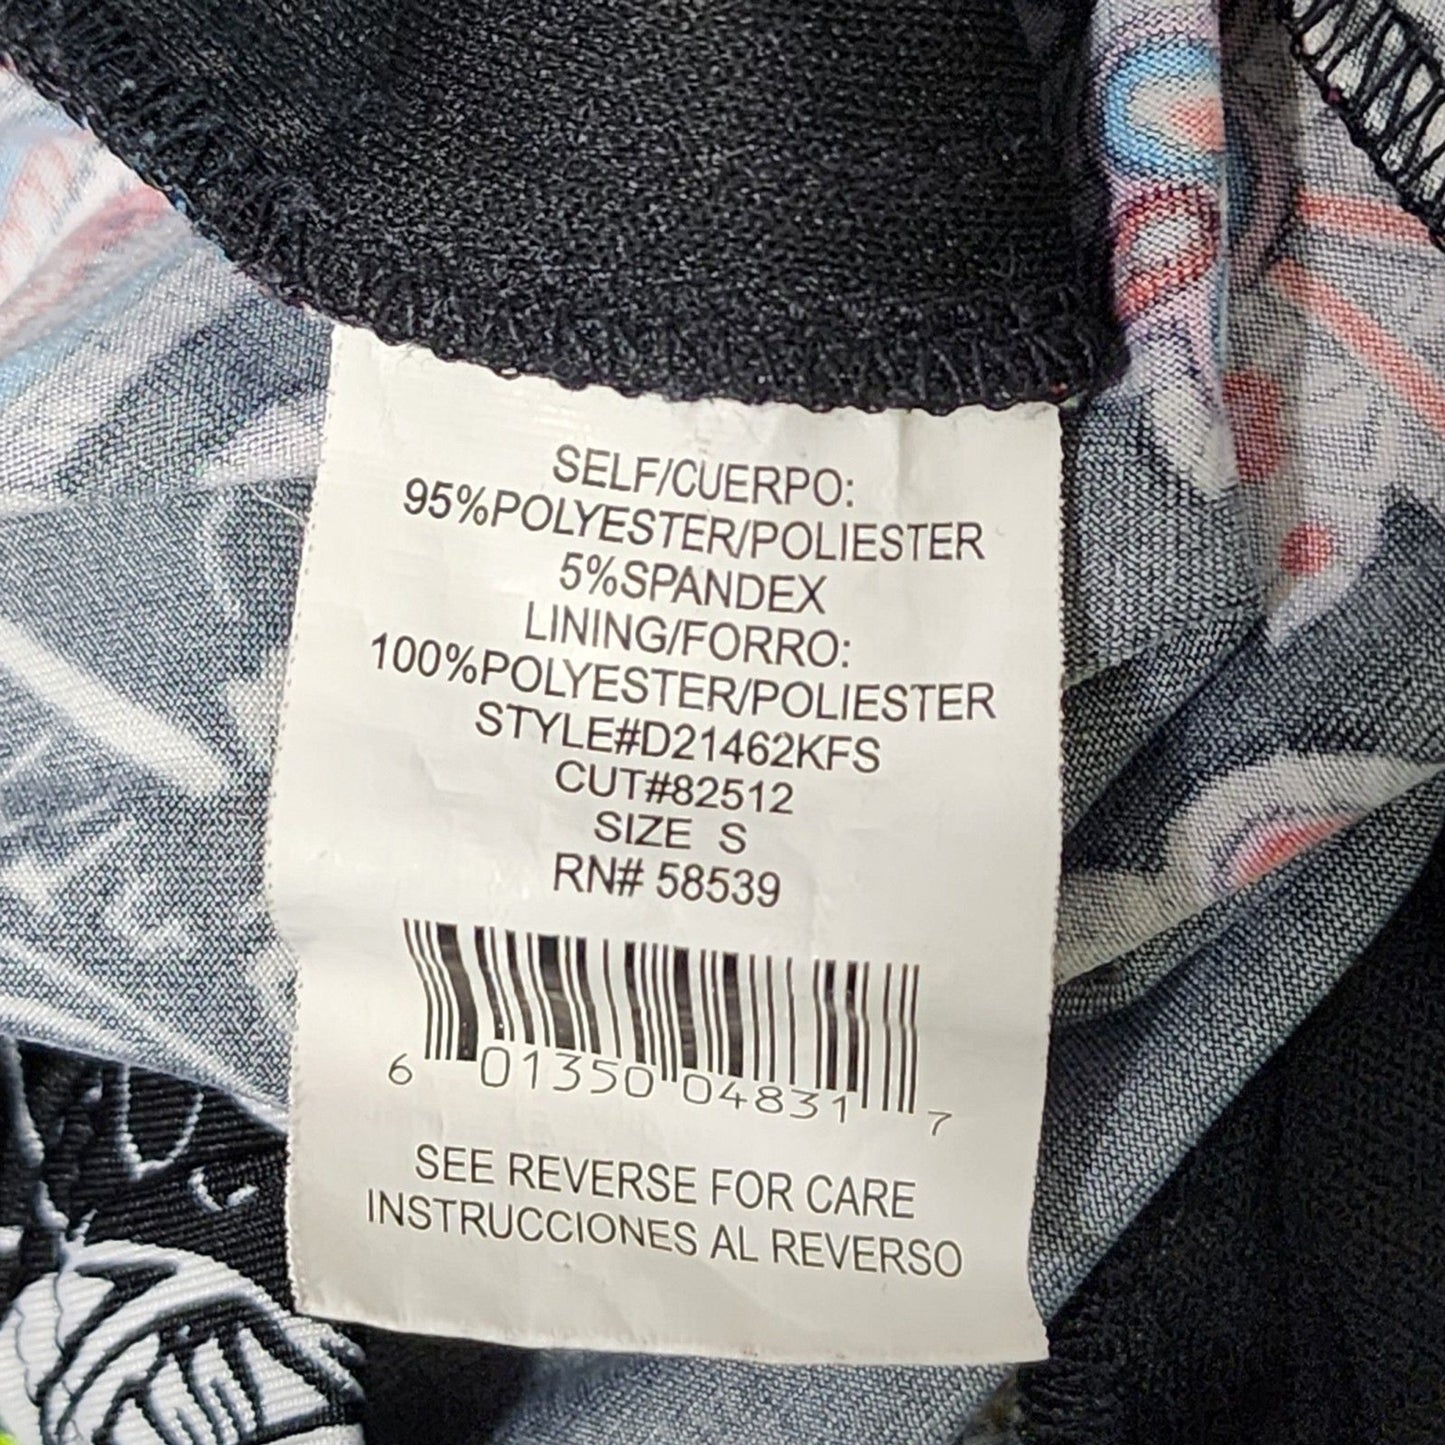 SELF/CUERPO:
95%POLYESTER/POLIESTER
5%SPANDEX
LINING/FORRO:
100%POLYESTER/POLIESTER
STYLE#D21462KFS
CUT#82512
SIZE S
RN# 58539
6 01350 04831 7
SEE REVERSE FOR CARE
INSTRUCCIONES AL REVERSO